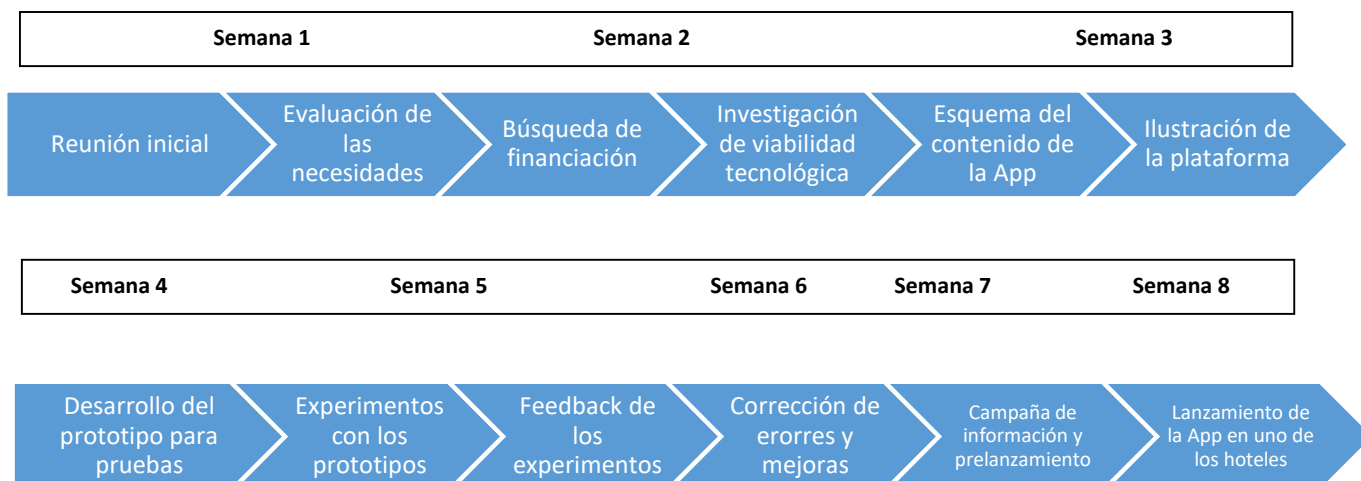 Semana 1 Semana 2 Semana 3
Reunión inicial
Evaluación de
las
necesidades
Búsqueda de
financiación
Investigación
de viabilidad
tecnológica
Esquema del
contenido de
la App
Ilustración de
la plataforma
Semana 4 Semana 5 Semana 6 Semana 7 Semana 8
Desarrollo del
prototipo para
pruebas
Experimentos
con los
prototipos
Feedback de
los
experimentos
Corrección de
erorres y
mejoras
Campaña de
información y
prelanzamiento
Lanzamiento de
la App en uno de
los hoteles